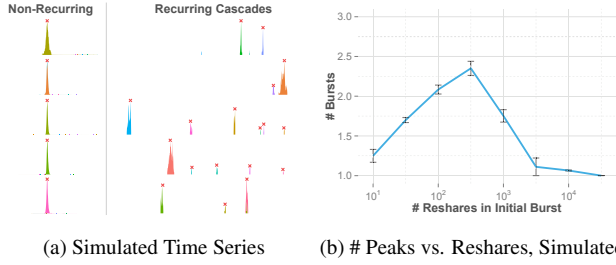 Non-Recurring
Recurring Cascades
3.0
2.5
2.0
1.5
1.0
# Bursts
10¹
10²
10³
10⁴
# Reshares in Initial Burst
(a) Simulated Time Series
(b) # Peaks vs. Reshares, Simulated